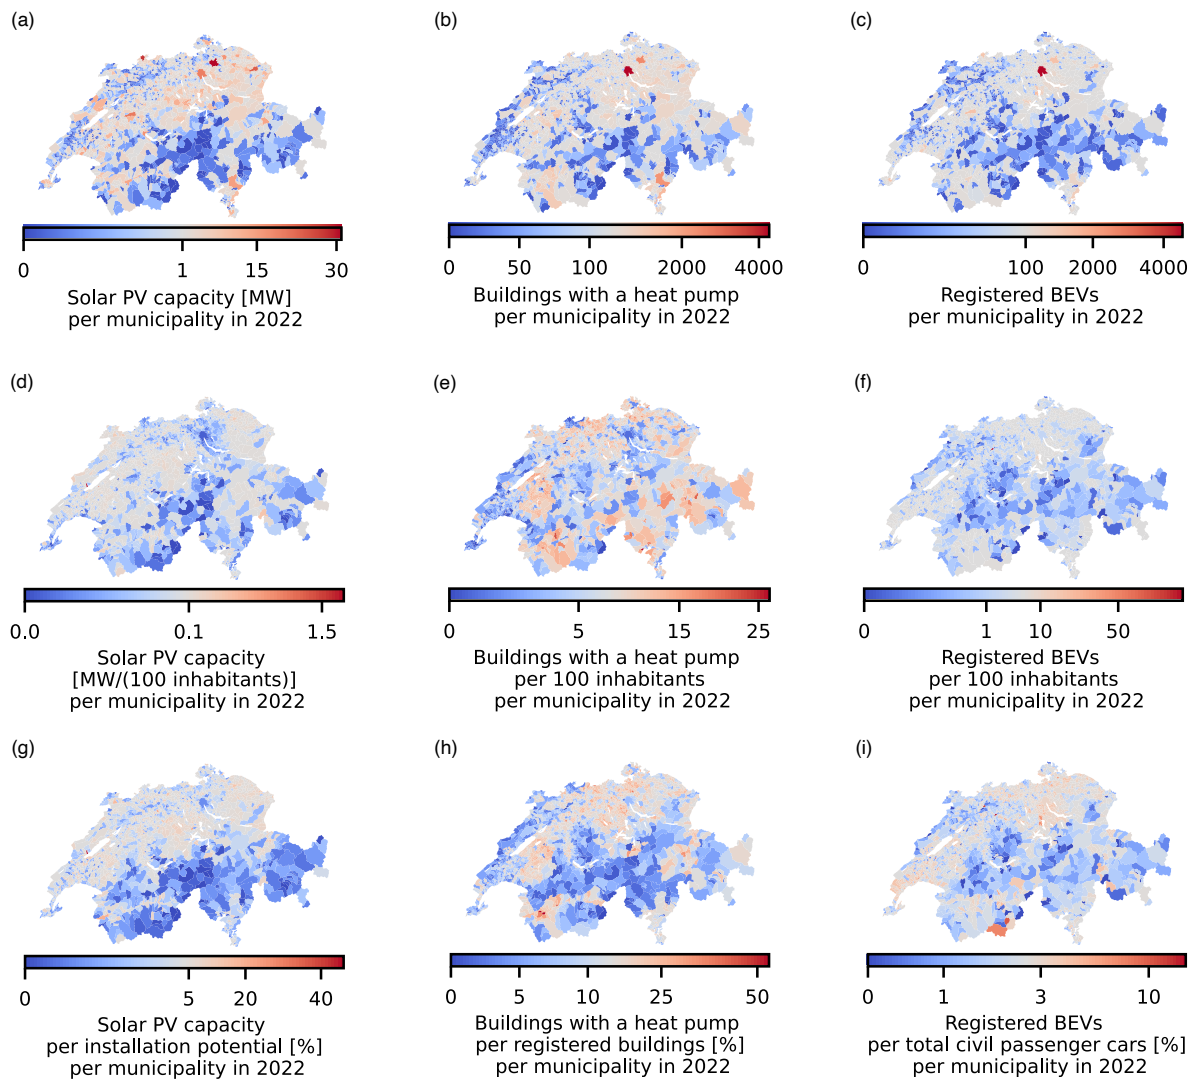 (a)
(b)
(c)
0 1 15 30
Solar PV capacity [MW]
per municipality in 2022
0 50 100 2000 4000
Buildings with a heat pump
per municipality in 2022
0 100 2000 4000
Registered BEVs
per municipality in 2022
(d)
(e)
(f)
0.0 0.1 1.5
Solar PV capacity
[MW/(100 inhabitants)]
per municipality in 2022
0 5 15 25
Buildings with a heat pump
per 100 inhabitants
per municipality in 2022
0 1 10 50
Registered BEVs
per 100 inhabitants
per municipality in 2022
(g)
(h)
(i)
0 5 20 40
Solar PV capacity
per installation potential [%]
per municipality in 2022
0 5 10 25 50
Buildings with a heat pump
per registered buildings [%]
per municipality in 2022
0 1 3 10
Registered BEVs
per total civil passenger cars [%]
per municipality in 2022